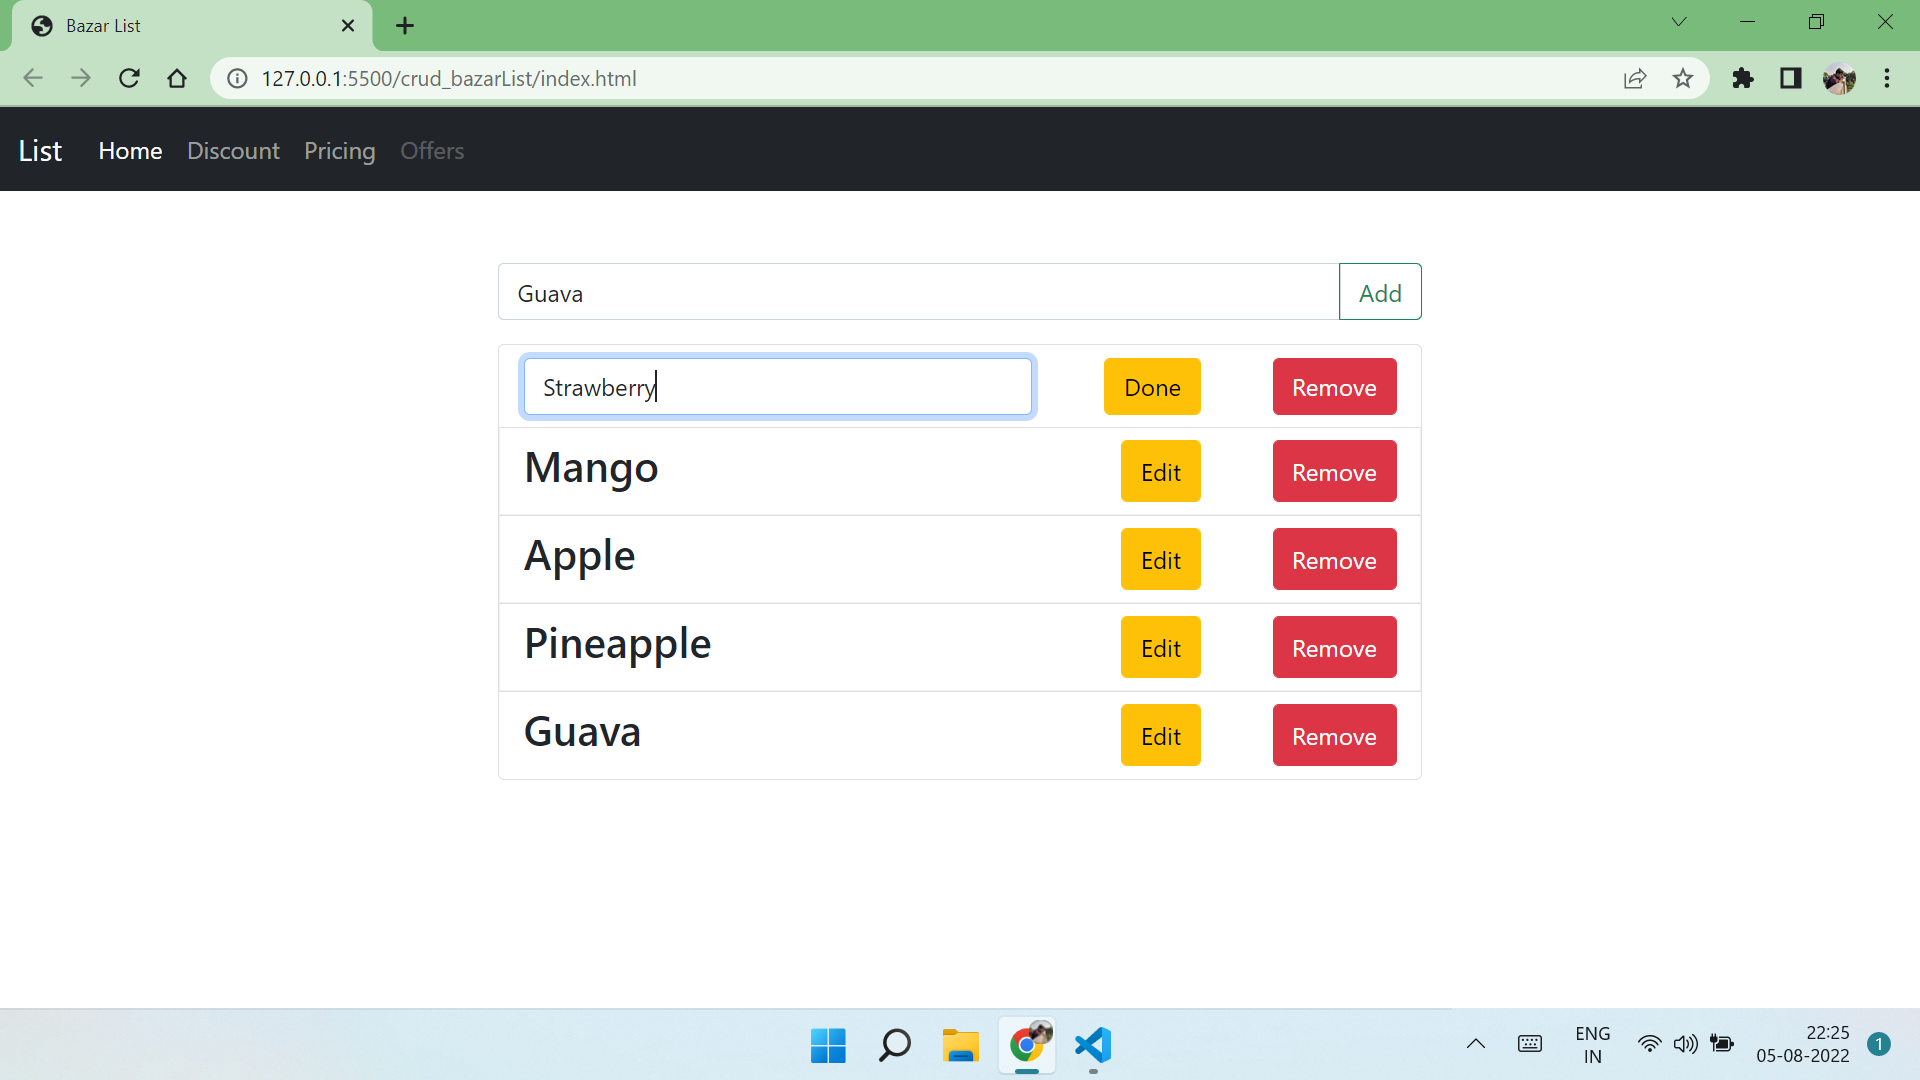 Bazar List
127.0.0.1:5500/crud_bazarList/index.html
List Home Discount Pricing Offers
Guava Add
Strawberry Done Remove
Mango Edit Remove
Apple Edit Remove
Pineapple Edit Remove
Guava Edit Remove
ENG 22:25
IN 05-08-2022 1